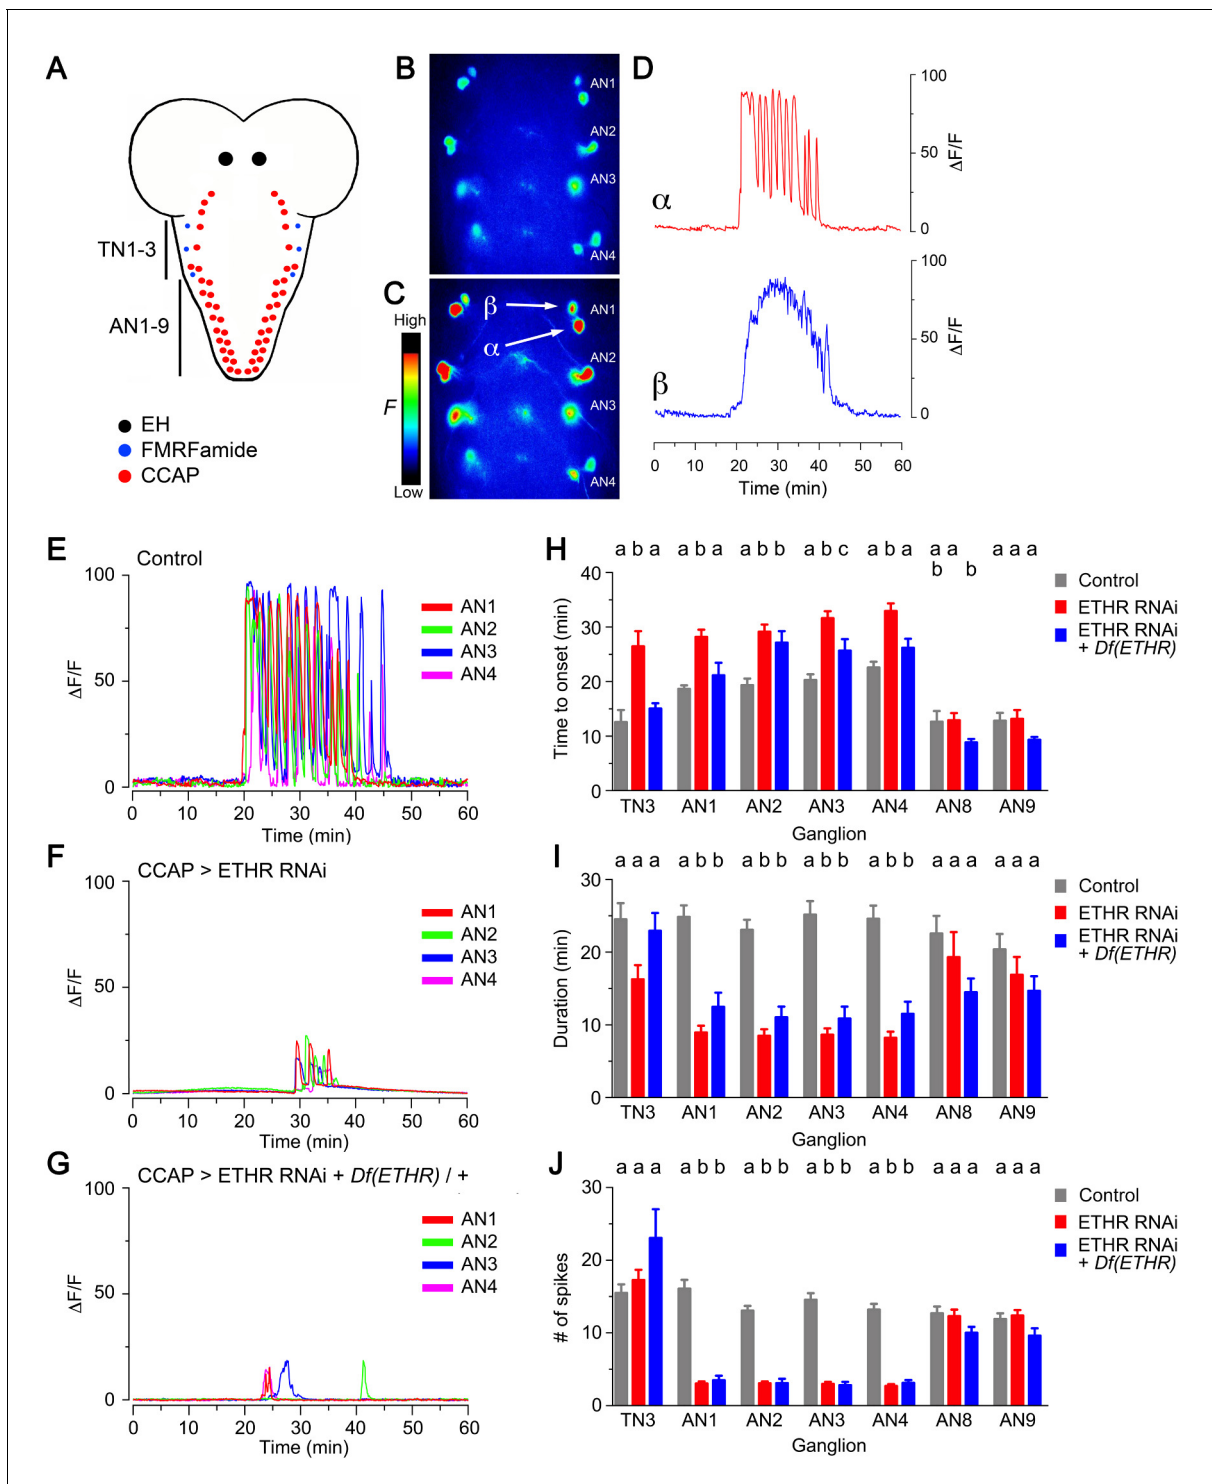 A
TN1-3
AN1-9
EH
FMRFamide
CCAP
B
AN1
AN2
AN3
AN4
C
High
F
Low
β
α
AN1
AN2
AN3
AN4
D
α
100
50
0
ΔF/F
β
100
50
0
ΔF/F
0 10 20 30 40 50 60
Time (min)
E
Control
100
50
0
ΔF/F
AN1
AN2
AN3
AN4
0 10 20 30 40 50 60
Time (min)
F
CCAP > ETHR RNAi
100
50
0
ΔF/F
AN1
AN2
AN3
AN4
0 10 20 30 40 50 60
Time (min)
G
CCAP > ETHR RNAi + Df(ETHR) / +
100
50
0
ΔF/F
AN1
AN2
AN3
AN4
0 10 20 30 40 50 60
Time (min)
H
a b a a b a a b b a b c a b a a a a a a
b b
40
30
20
10
0
Time to onset (min)
TN3 AN1 AN2 AN3 AN4 AN8 AN9
Ganglion
Control
ETHR RNAi
ETHR RNAi
+ Df(ETHR)
I
a a a a b b a b b a b b a b b a a a a a a
30
20
10
0
Duration (min)
TN3 AN1 AN2 AN3 AN4 AN8 AN9
Ganglion
Control
ETHR RNAi
ETHR RNAi
+ Df(ETHR)
J
a a a a b b a b b a b b a b b a a a a a a
30
20
10
0
# of spikes
TN3 AN1 AN2 AN3 AN4 AN8 AN9
Ganglion
Control
ETHR RNAi
ETHR RNAi
+ Df(ETHR)